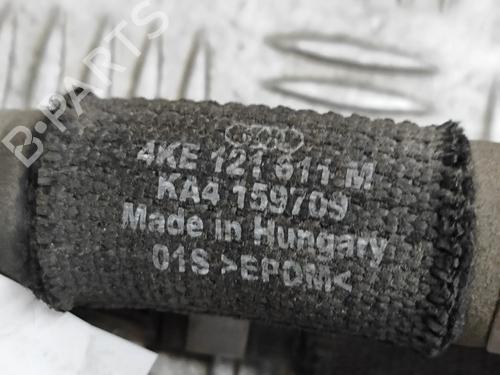 4KE 121 611 M
KA4 159709
Made in Hungary
01S >EPDM<
B-PARTS